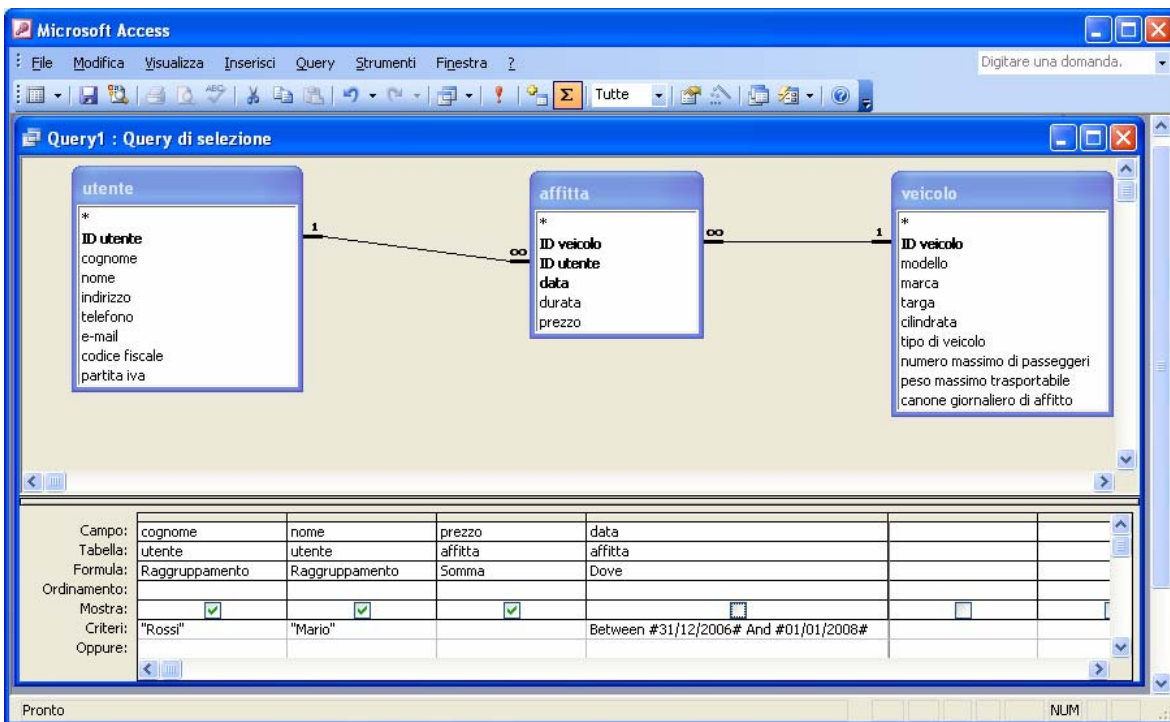 Microsoft Access
File Modifica Visualizza Inserisci Query Strumenti Finestra ?
Digitare una domanda.
ABC
Σ
Tutte
Query1 : Query di selezione
utente
*
ID utente
cognome
nome
indirizzo
telefono
e-mail
codice fiscale
partita iva
1
∞
affitta
*
ID veicolo
ID utente
data
durata
prezzo
∞
1
veicolo
*
ID veicolo
modello
marca
targa
cilindrata
tipo di veicolo
numero massimo di passeggeri
peso massimo trasportabile
canone giornaliero di affitto
Campo: cognome nome prezzo data
Tabella: utente utente affitta affitta
Formula: Raggruppamento Raggruppamento Somma Dove
Ordinamento:
Mostra:
Criteri: "Rossi" "Mario" Between #31/12/2006# And #01/01/2008#
Oppure:
Pronto
NUM